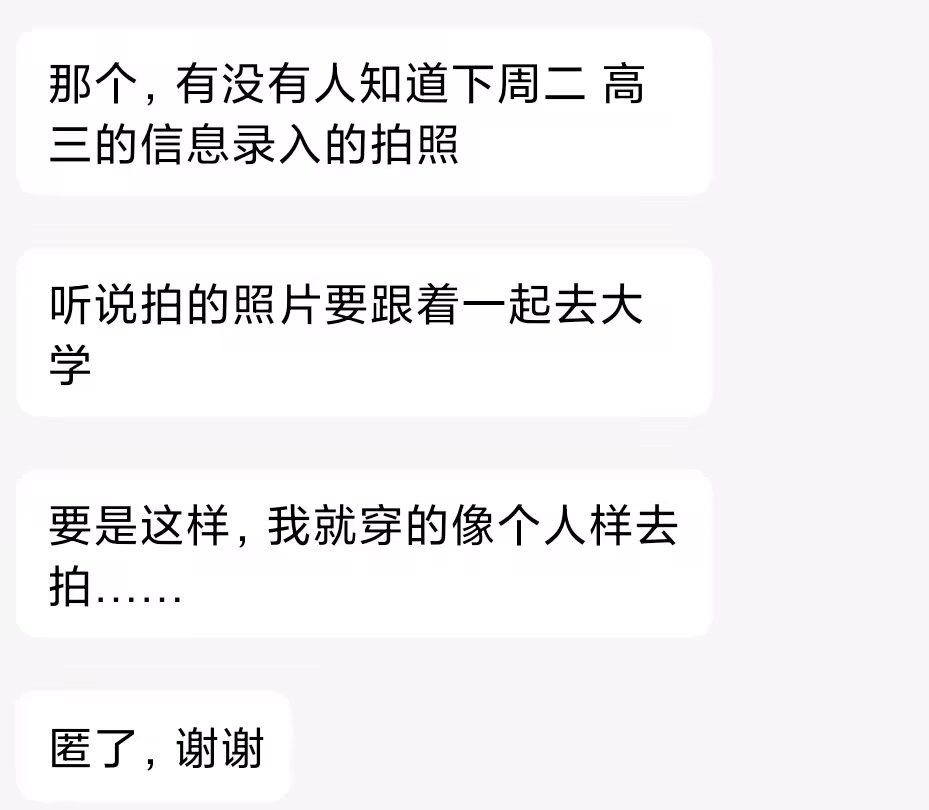 那个，有没有人知道下周二 高
三的信息录入的拍照
听说拍的照片要跟着一起去大
学
要是这样，我就穿的像个人样去
拍……
匿了，谢谢